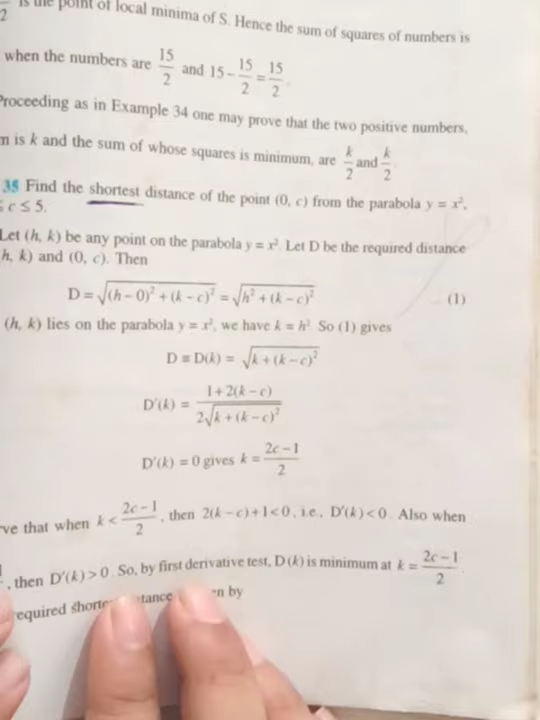 2 is the point of local minima of S. Hence the sum of squares of numbers is
when the numbers are 15/2 and 15 – 15/2 = 15/2.
Proceeding as in Example 34 one may prove that the two positive numbers,
m is k and the sum of whose squares is minimum, are k/2 and k/2.
35 Find the shortest distance of the point (0, c) from the parabola y = x²,
≤ c ≤ 5.
Let (h, k) be any point on the parabola y = x². Let D be the required distance
h, k) and (0, c). Then
D = √((h – 0)² + (k – c)²) = √(h² + (k – c)²) ... (1)
(h, k) lies on the parabola y = x², we have k = h². So (1) gives
D ≡ D(k) = √(k + (k – c)²)
D′(k) = (1 + 2(k – c))/(2√(k + (k – c)²))
D′(k) = 0 gives k = (2c – 1)/2
ve that when k < (2c – 1)/2, then 2(k – c) + 1 < 0, i.e., D′(k) < 0. Also when
, then D′(k) > 0. So, by first derivative test, D (k) is minimum at k = (2c – 1)/2.
equired shorte tance n by